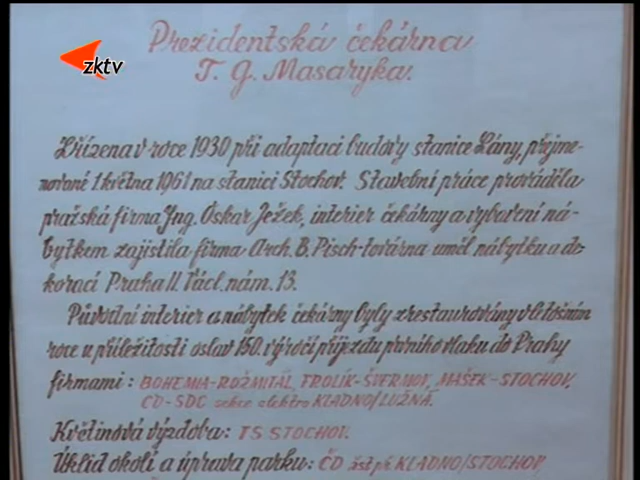 zktv
Prezidentská čekárna
T. G. Masaryka.
Zřízena v roce 1930 při adaptaci budovy stanice Lány, přejme-
nované 1. května 1961 na stanici Stochov. Stavební práce prováděla
pražská firma Jng. Oskar Ježek, interier čekárny a vybavení ná-
bytkem zajistila firma Arch. B. Pisch-továrna uměl. nábytku a de-
korací Praha II. Václ. nám. 13.
Původní interier a nábytek čekárny byly zrestaurovány v letošním
roce u příležitosti oslav 150. výročí příjezdu prvního vlaku do Prahy
firmami: BOHEMIA-ROŽMITÁL, FROLÍK-ŠVERMOV, MAŠEK-STOCHOV,
ČD-SDC sekce elektro KLADNO/LUŽNÁ.
Květinová výzdoba: TS STOCHOV.
Úklid okolí a úprava parku: ČD žst. př. KLADNO/STOCHOV,